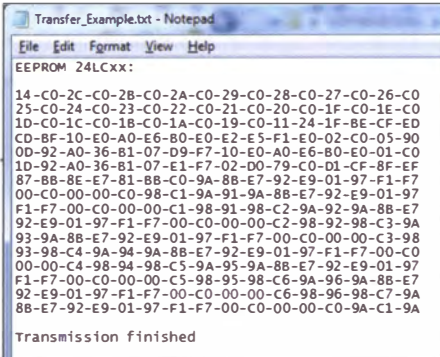 Transfer_Example.txt - Notepad
File Edit Format View Help
EEPROM 24LCxx:
14-C0-2C-C0-2B-C0-2A-C0-29-C0-28-C0-27-C0-26-C0
25-C0-24-C0-23-C0-22-C0-21-C0-20-C0-1F-C0-1E-C0
1D-C0-1C-C0-1B-C0-1A-C0-19-C0-11-24-1F-BE-CF-ED
CD-BF-10-E0-A0-E6-B0-E0-E2-E5-F1-E0-02-C0-05-90
0D-92-A0-36-B1-07-D9-F7-10-E0-A0-E6-B0-E0-01-C0
1D-92-A0-36-B1-07-E1-F7-02-D0-79-C0-D1-CF-8F-EF
87-BB-8E-E7-81-BB-C0-9A-8B-E7-92-E9-01-97-F1-F7
00-C0-00-00-C0-98-C1-9A-91-9A-8B-E7-92-E9-01-97
F1-F7-00-C0-00-00-C1-98-91-98-C2-9A-92-9A-8B-E7
92-E9-01-97-F1-F7-00-C0-00-00-C2-98-92-98-C3-9A
93-9A-8B-E7-92-E9-01-97-F1-F7-00-C0-00-00-C3-98
93-98-C4-9A-94-9A-8B-E7-92-E9-01-97-F1-F7-00-C0
00-00-C4-98-94-98-C5-9A-95-9A-8B-E7-92-E9-01-97
F1-F7-00-C0-00-00-C5-98-95-98-C6-9A-96-9A-8B-E7
92-E9-01-97-F1-F7-00-C0-00-00-C6-98-96-98-C7-9A
8B-E7-92-E9-01-97-F1-F7-00-C0-00-00-C0-9A-C1-9A
Transmission finished